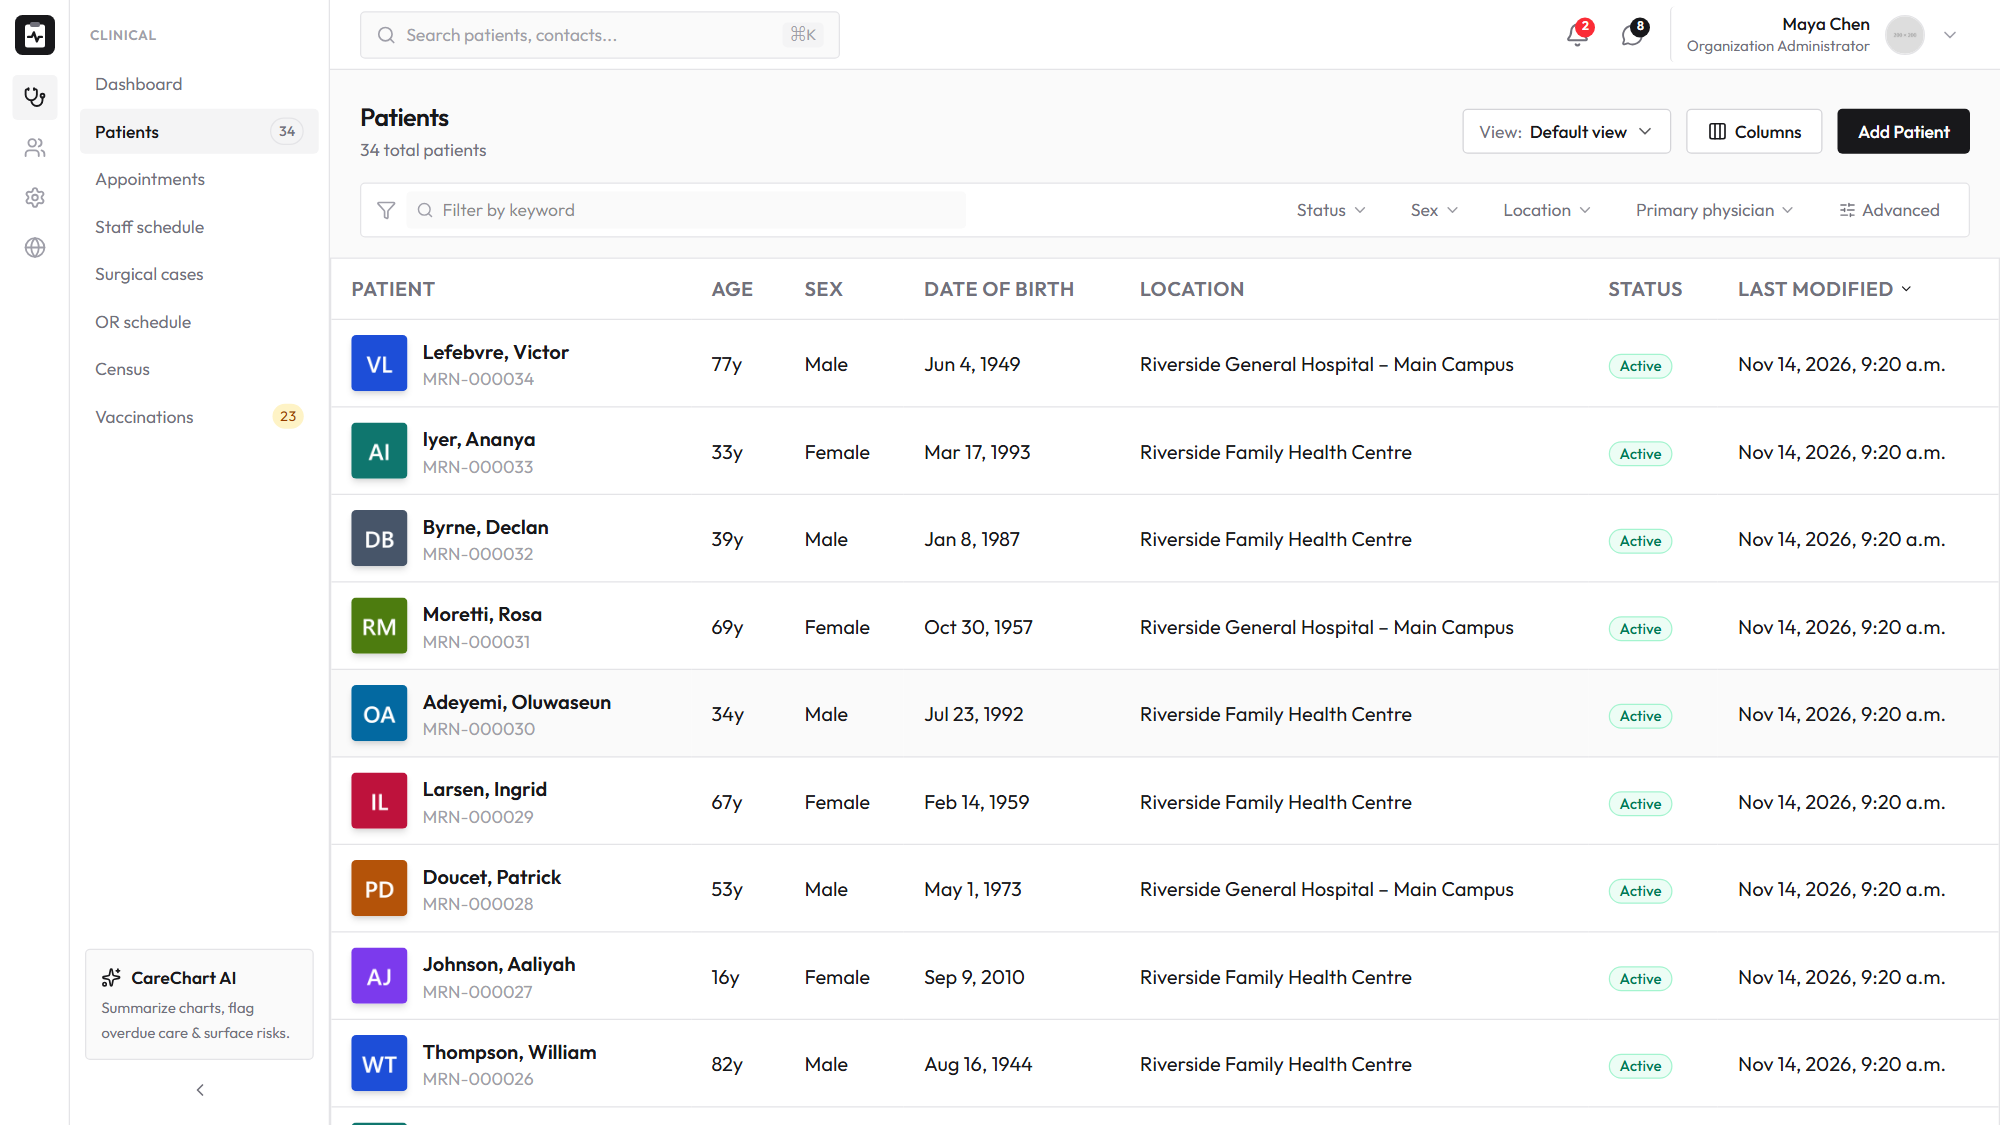 CLINICAL
Dashboard
Patients 34
Appointments
Staff schedule
Surgical cases
OR schedule
Census
Vaccinations 23
CareChart AI
Summarize charts, flag
overdue care & surface risks.
Search patients, contacts... ⌘K
2
8
Maya Chen
Organization Administrator
Patients
34 total patients
View: Default view
Columns
Add Patient
Filter by keyword
Status
Sex
Location
Primary physician
Advanced
PATIENT AGE SEX DATE OF BIRTH LOCATION STATUS LAST MODIFIED
VL Lefebvre, Victor 77y Male Jun 4, 1949 Riverside General Hospital – Main Campus Active Nov 14, 2026, 9:20 a.m.
MRN-000034
AI Iyer, Ananya 33y Female Mar 17, 1993 Riverside Family Health Centre Active Nov 14, 2026, 9:20 a.m.
MRN-000033
DB Byrne, Declan 39y Male Jan 8, 1987 Riverside Family Health Centre Active Nov 14, 2026, 9:20 a.m.
MRN-000032
RM Moretti, Rosa 69y Female Oct 30, 1957 Riverside General Hospital – Main Campus Active Nov 14, 2026, 9:20 a.m.
MRN-000031
OA Adeyemi, Oluwaseun 34y Male Jul 23, 1992 Riverside Family Health Centre Active Nov 14, 2026, 9:20 a.m.
MRN-000030
IL Larsen, Ingrid 67y Female Feb 14, 1959 Riverside Family Health Centre Active Nov 14, 2026, 9:20 a.m.
MRN-000029
PD Doucet, Patrick 53y Male May 1, 1973 Riverside General Hospital – Main Campus Active Nov 14, 2026, 9:20 a.m.
MRN-000028
AJ Johnson, Aaliyah 16y Female Sep 9, 2010 Riverside Family Health Centre Active Nov 14, 2026, 9:20 a.m.
MRN-000027
WT Thompson, William 82y Male Aug 16, 1944 Riverside Family Health Centre Active Nov 14, 2026, 9:20 a.m.
MRN-000026